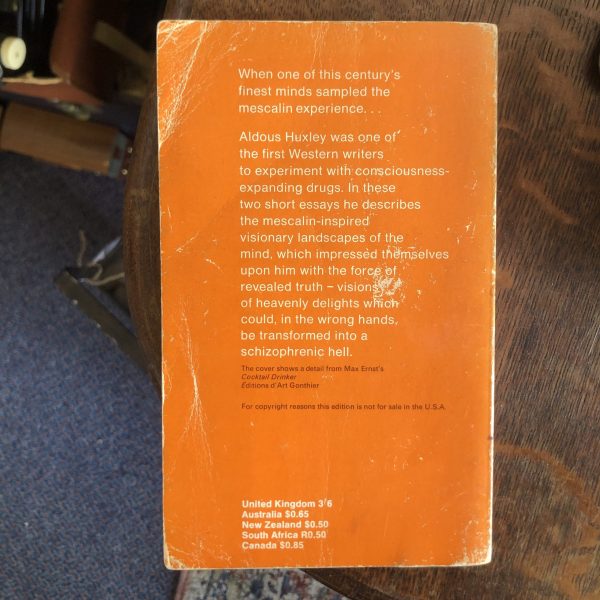 When one of this century's
finest minds sampled the
mescalin experience. . .
Aldous Huxley was one of
the first Western writers
to experiment with consciousness-
expanding drugs. In these
two short essays he describes
the mescalin-inspired
visionary landscapes of the
mind, which impressed themselves
upon him with the force of
revealed truth – visions
of heavenly delights which
could, in the wrong hands,
be transformed into a
schizophrenic hell.
The cover shows a detail from Max Ernst's
Cocktail Drinker
Editions d'Art Gonthier
For copyright reasons this edition is not for sale in the U.S.A.
United Kingdom 3/6
Australia $0.65
New Zealand $0.50
South Africa R0.50
Canada $0.85